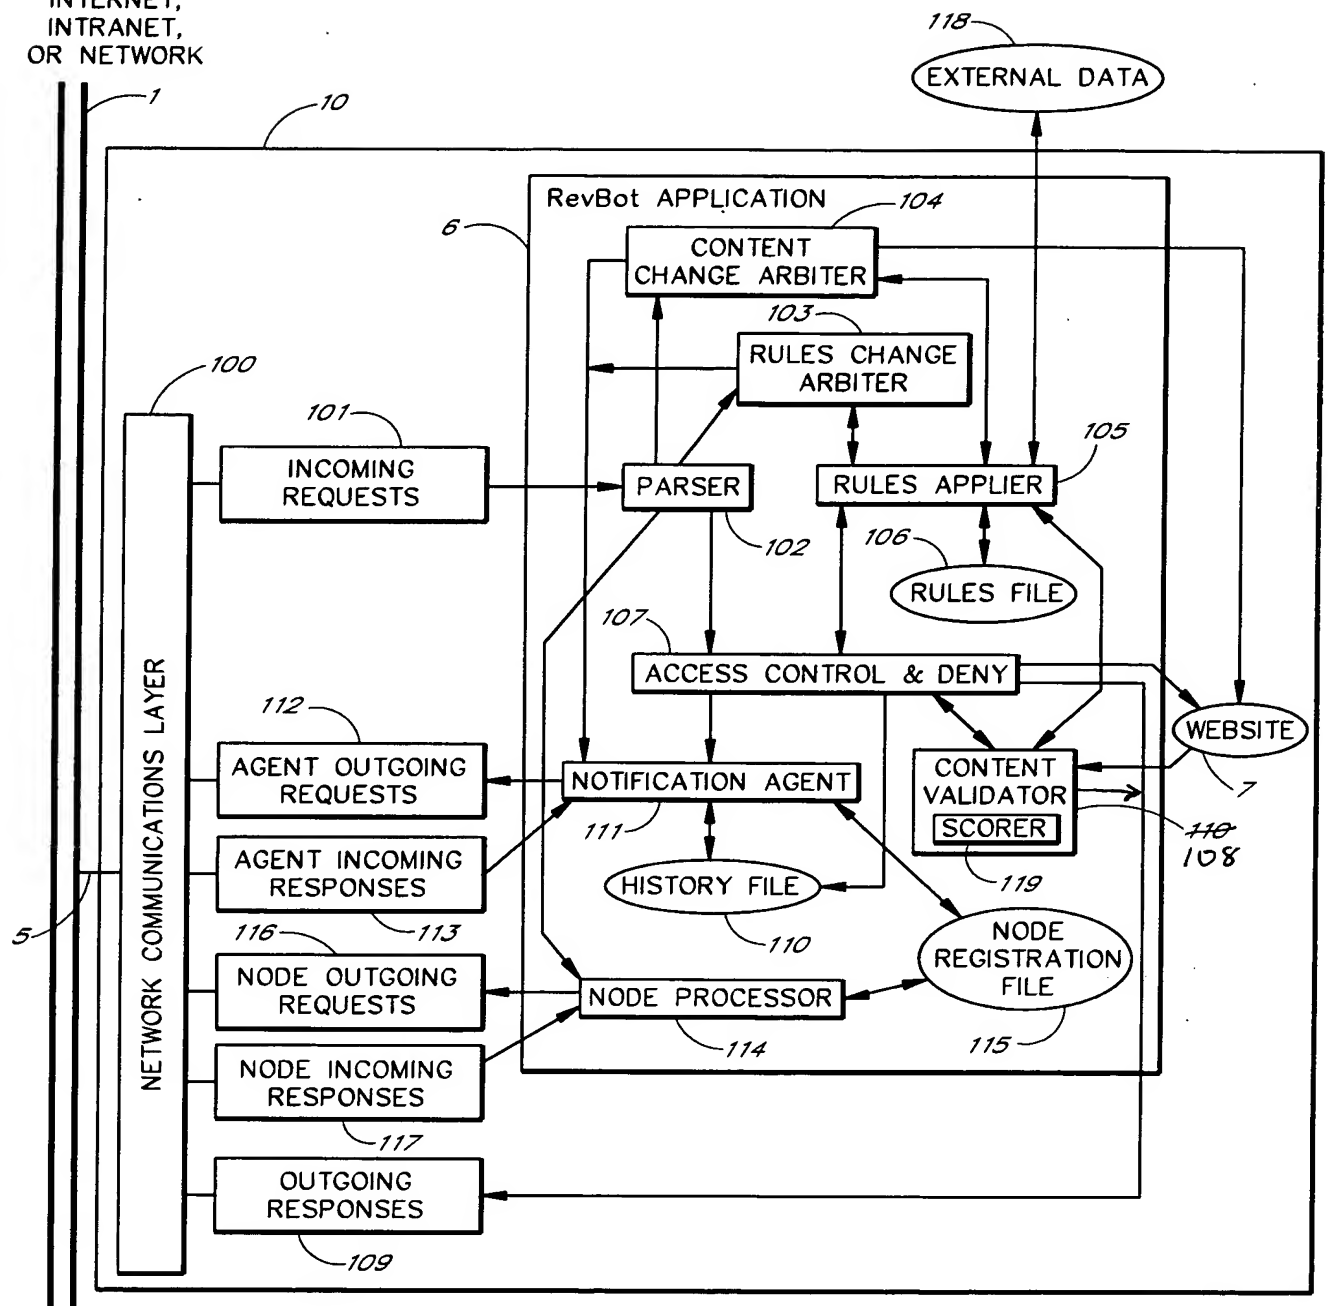 INTERNET,
INTRANET,
OR NETWORK
1
10
118
EXTERNAL DATA
RevBot APPLICATION
6
104
CONTENT
CHANGE ARBITER
103
RULES CHANGE
ARBITER
100
101
INCOMING
REQUESTS
PARSER
102
RULES APPLIER
105
106
RULES FILE
107
ACCESS CONTROL & DENY
NETWORK COMMUNICATIONS LAYER
112
AGENT OUTGOING
REQUESTS
NOTIFICATION AGENT
111
CONTENT
VALIDATOR
SCORER
119
WEBSITE
7
110
108
AGENT INCOMING
RESPONSES
113
HISTORY FILE
110
5
116
NODE OUTGOING
REQUESTS
NODE PROCESSOR
114
NODE
REGISTRATION
FILE
115
NODE INCOMING
RESPONSES
117
OUTGOING
RESPONSES
109